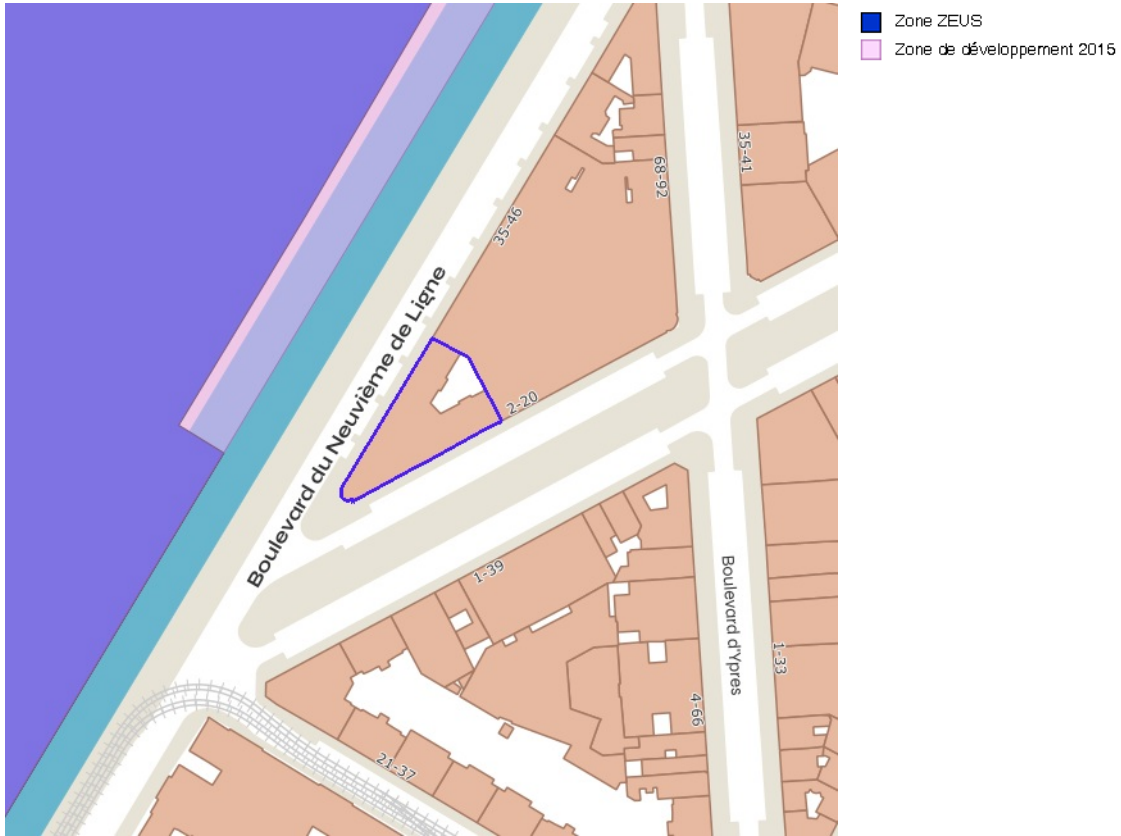 Zone ZEUS
Zone de développement 2015
35-41
68-92
35-46
Boulevard du Neuvième de Ligne
2-20
1-39
Boulevard d'Ypres
1-33
4-66
21-37